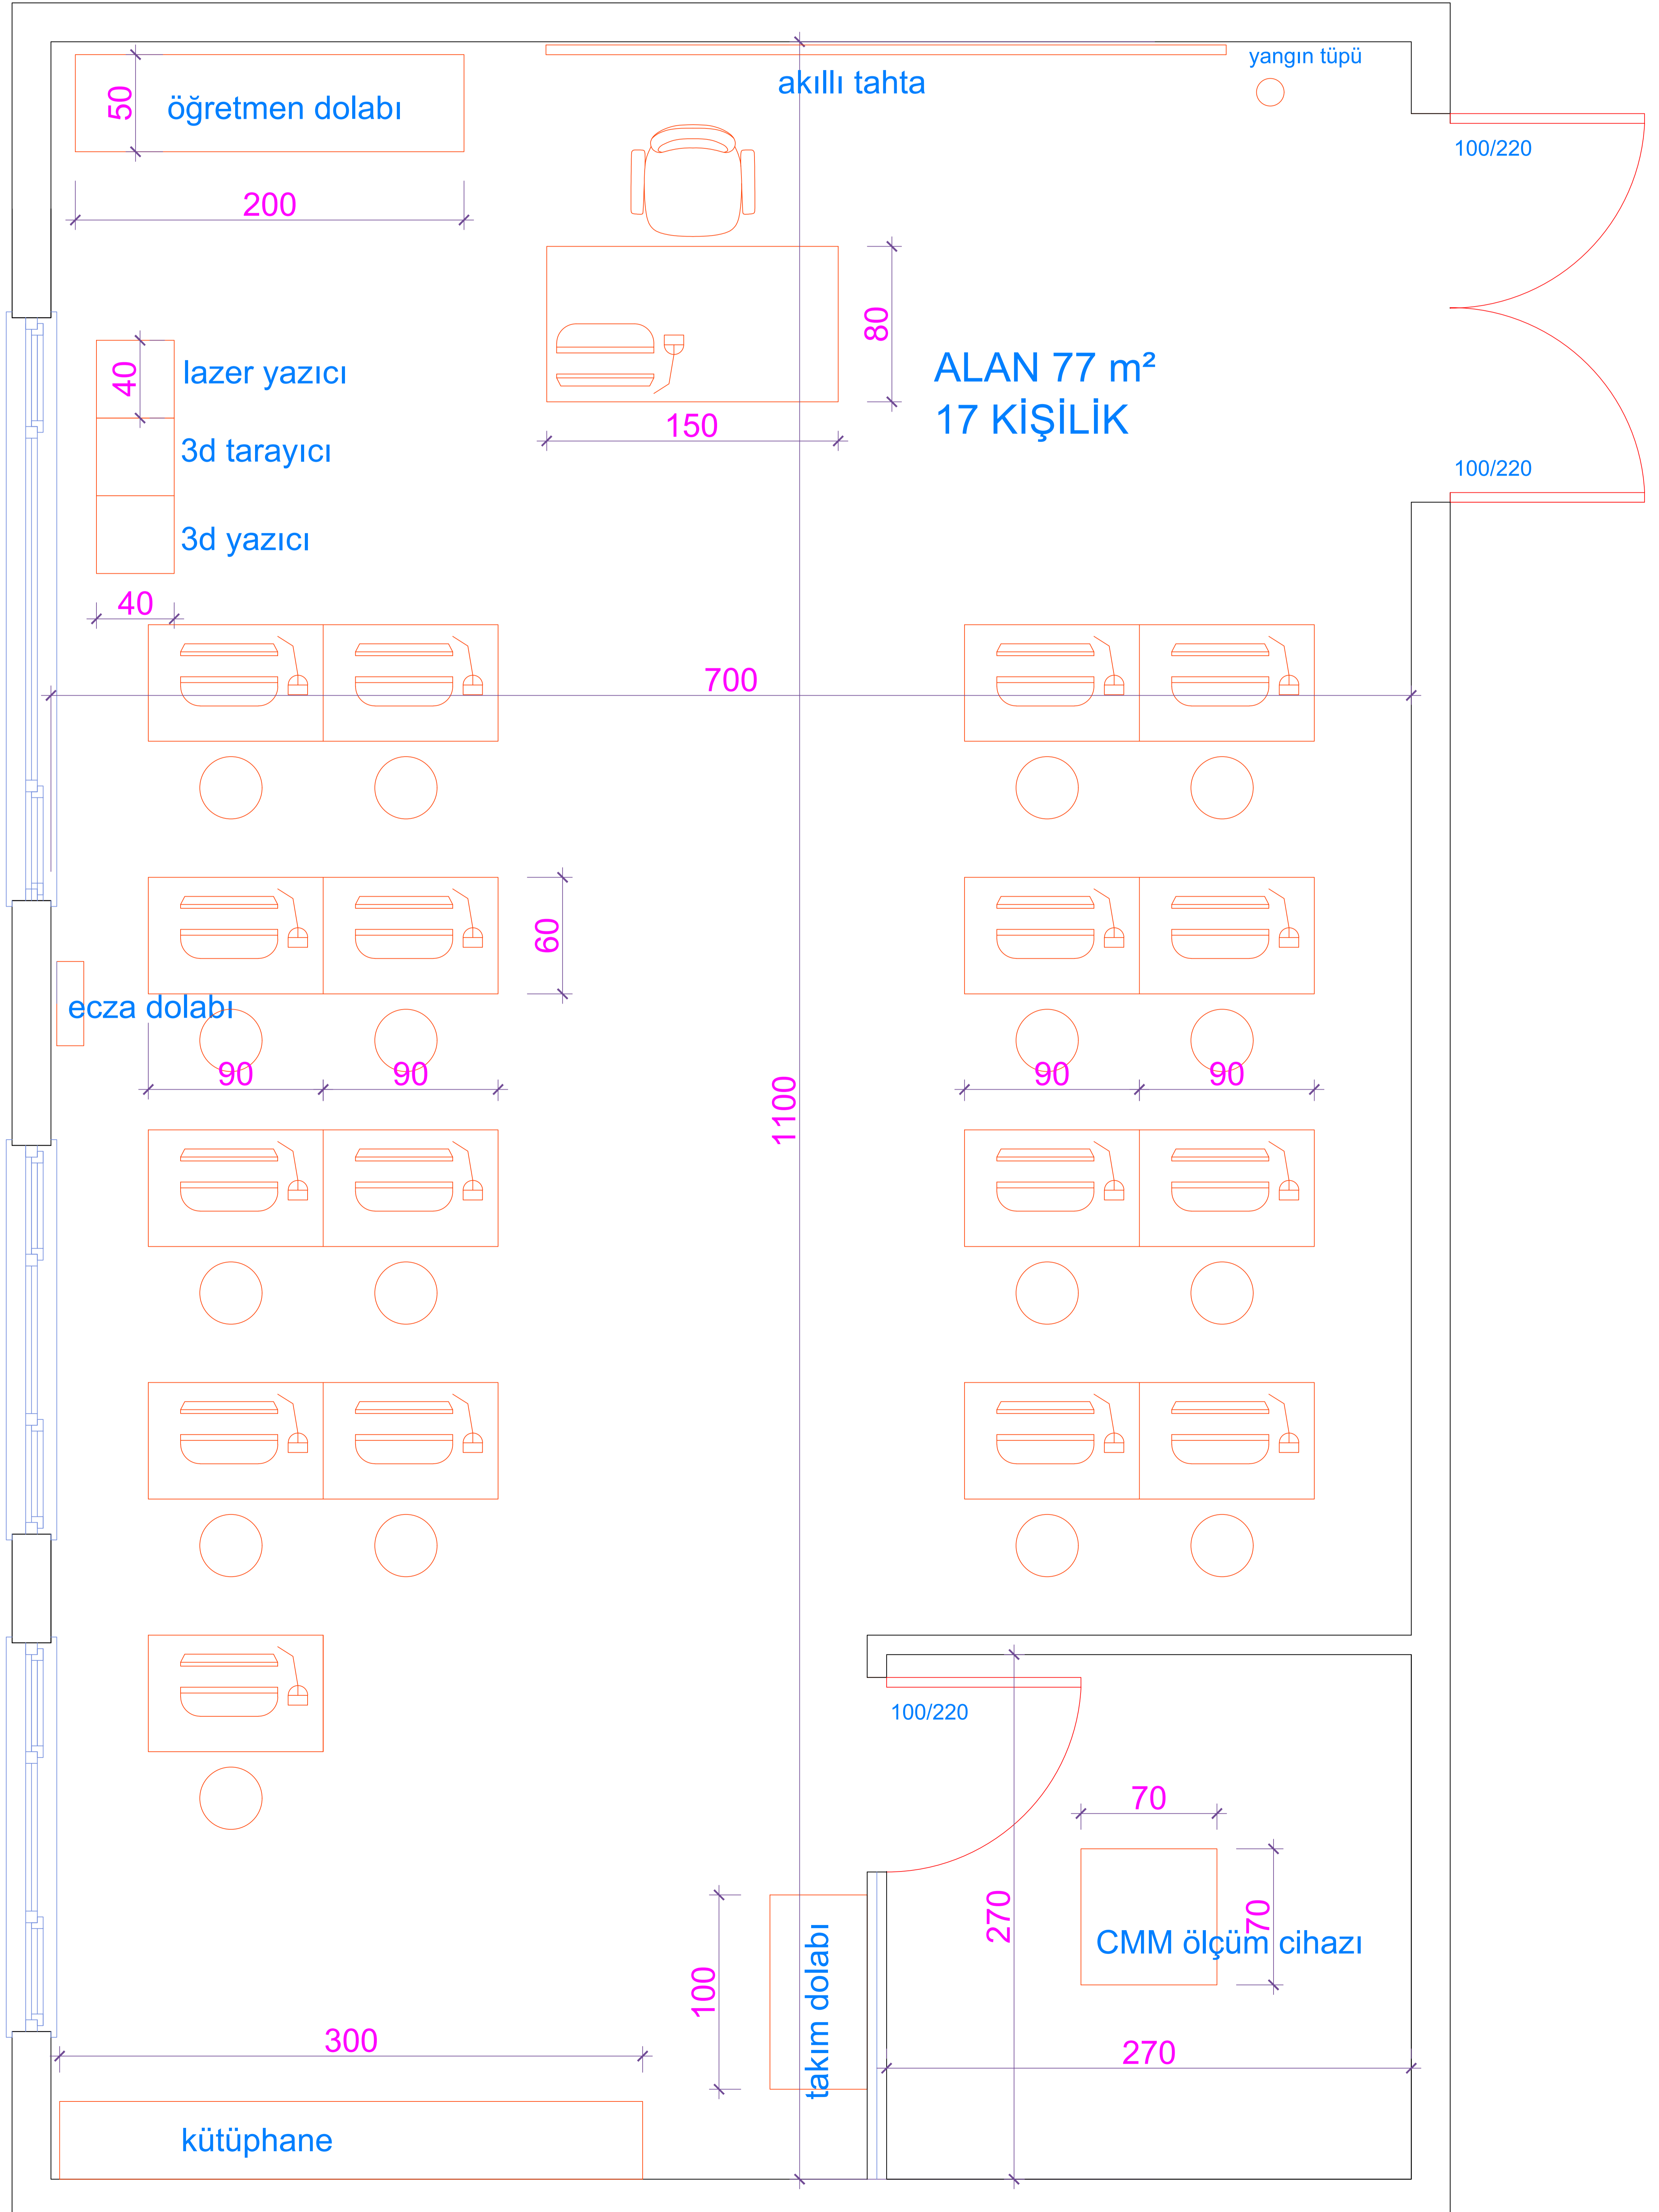 yangın tüpü
akıllı tahta
50
öğretmen dolabı
100/220
200
80
40
lazer yazıcı
ALAN 77 m²
17 KİŞİLİK
150
3d tarayıcı
100/220
3d yazıcı
40
700
60
ecza dolabı
90
90
90
90
1100
100/220
70
270
70
CMM ölçüm cihazı
100
takım dolabı
300
270
kütüphane